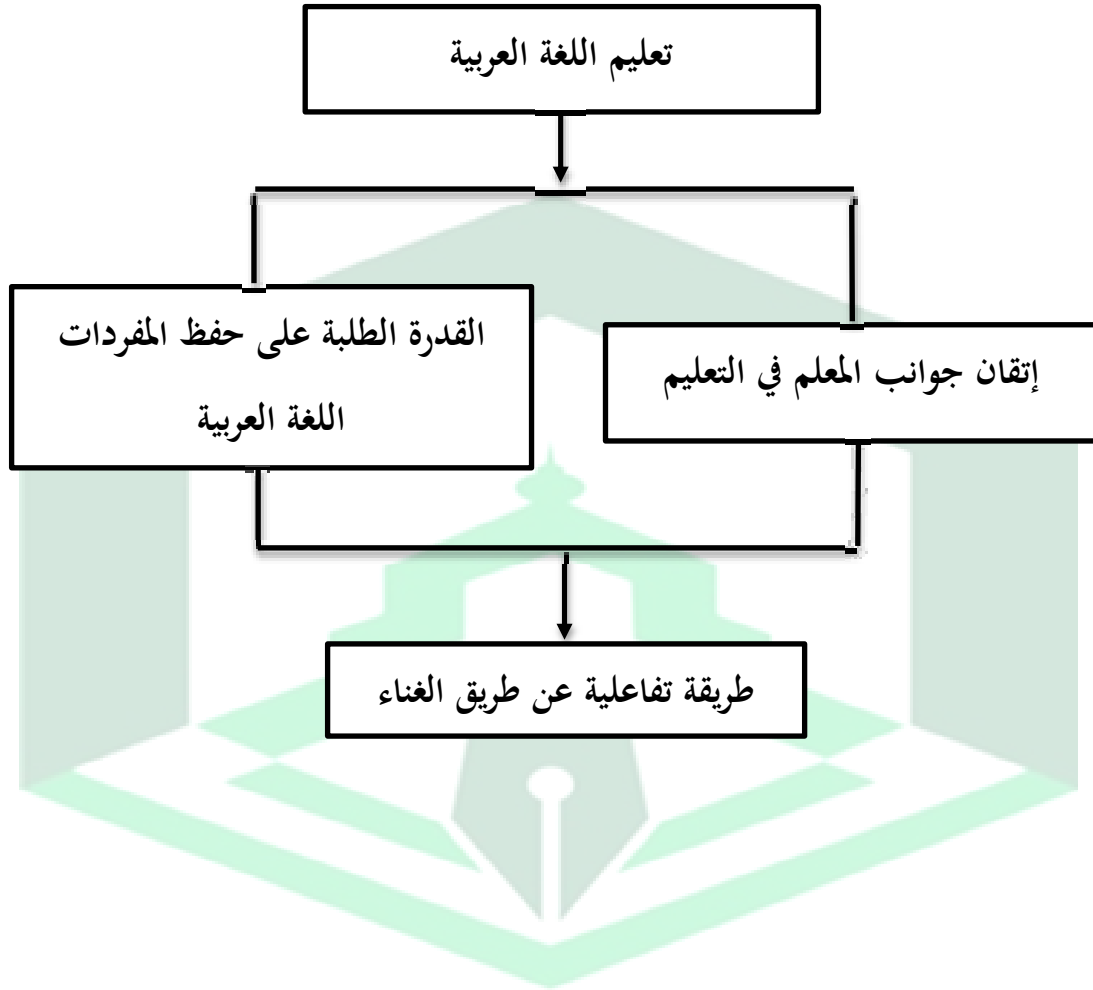 تعليم اللغة العربية
إتقان جوانب المعلم في التعليم
القدرة الطلبة على حفظ المفردات
اللغة العربية
طريقة تفاعلية عن طريق الغناء